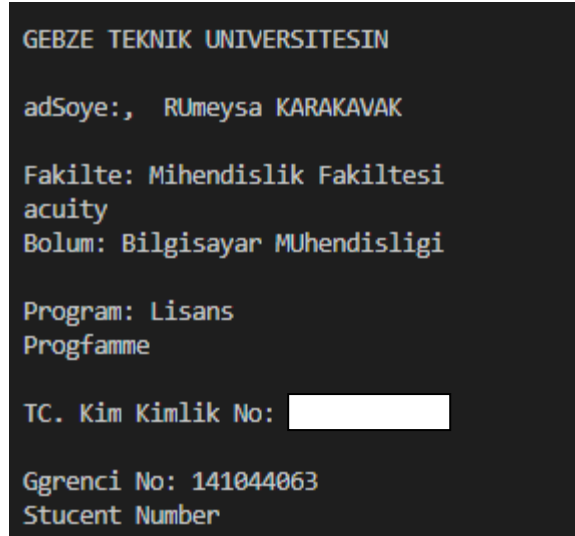 GEBZE TEKNIK UNIVERSITESIN
adSoye:, RUmeysa KARAKAVAK
Fakilte: Mihendislik Fakiltesi
acuity
Bolum: Bilgisayar MUhendisligi
Program: Lisans
Progfamme
TC. Kim Kimlik No:
Ggrenci No: 141044063
Stucent Number